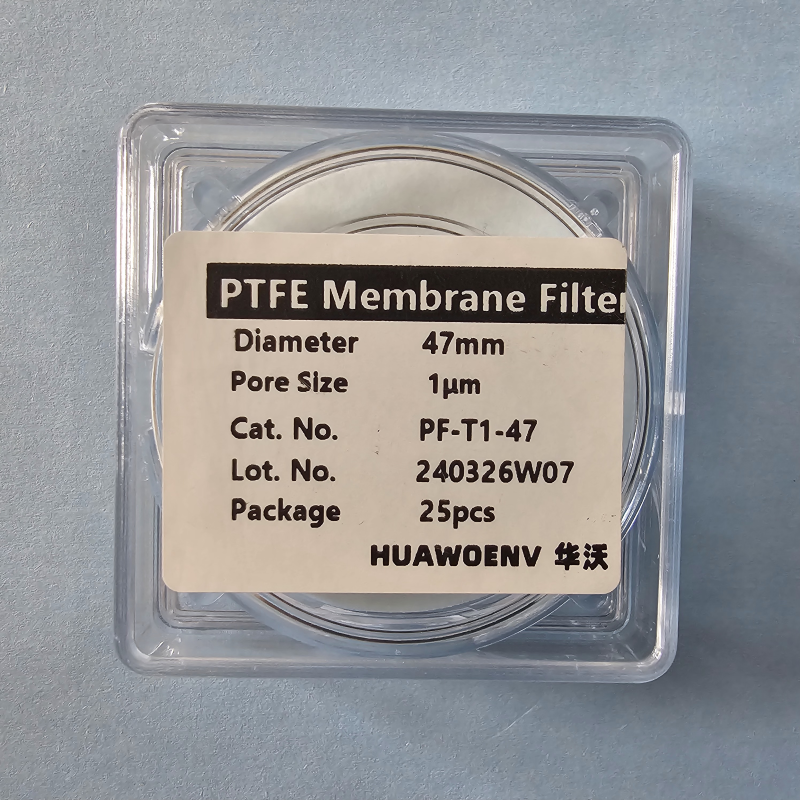 PTFE Membrane Filter
Diameter 47mm
Pore Size 1μm
Cat. No. PF-T1-47
Lot. No. 240326W07
Package 25pcs
HUAWOENV 华沃